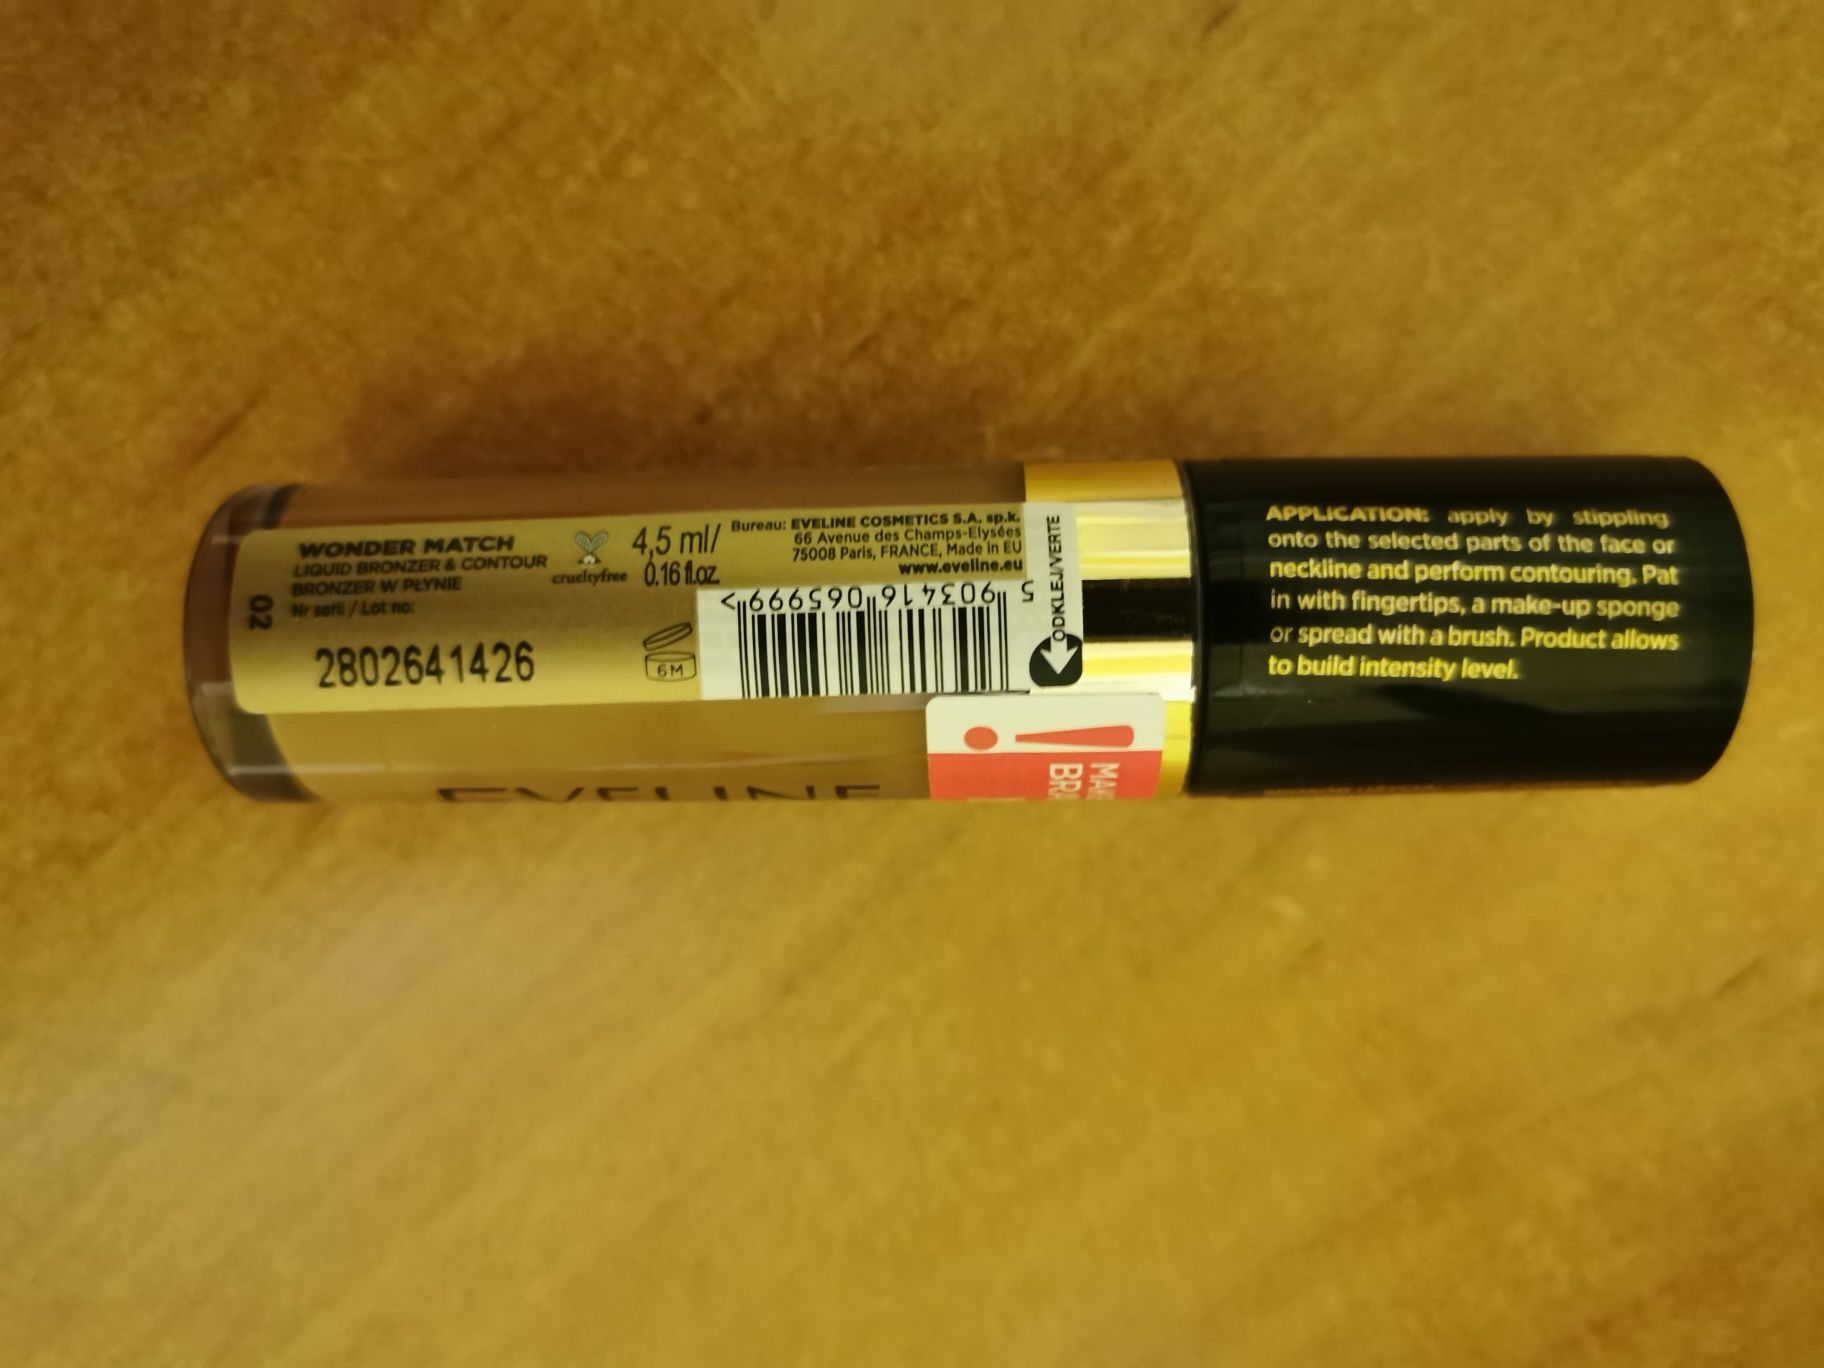 WONDER MATCH
LIQUID BRONZER & CONTOUR
BRONZER W PŁYNIE
Nr serii / Lot no:
2802641426
02
crueltyfree
4,5 ml/
0.16 fl.oz.
6M
Bureau: EVELINE COSMETICS S.A. sp.k.
66 Avenue des Champs-Elysées
75008 Paris, FRANCE, Made in EU
www.eveline.eu
5 903416 065999 >
ODKLEJ/VERTE
EVELINE
!
APPLICATION: apply by stippling
onto the selected parts of the face or
neckline and perform contouring. Pat
in with fingertips, a make-up sponge
or spread with a brush. Product allows
to build intensity level.